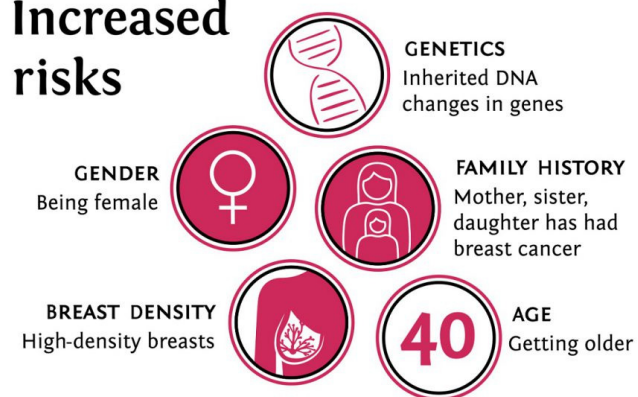 Increased
risks
GENETICS
Inherited DNA
changes in genes
GENDER
Being female
FAMILY HISTORY
Mother, sister,
daughter has had
breast cancer
BREAST DENSITY
High-density breasts
40
AGE
Getting older